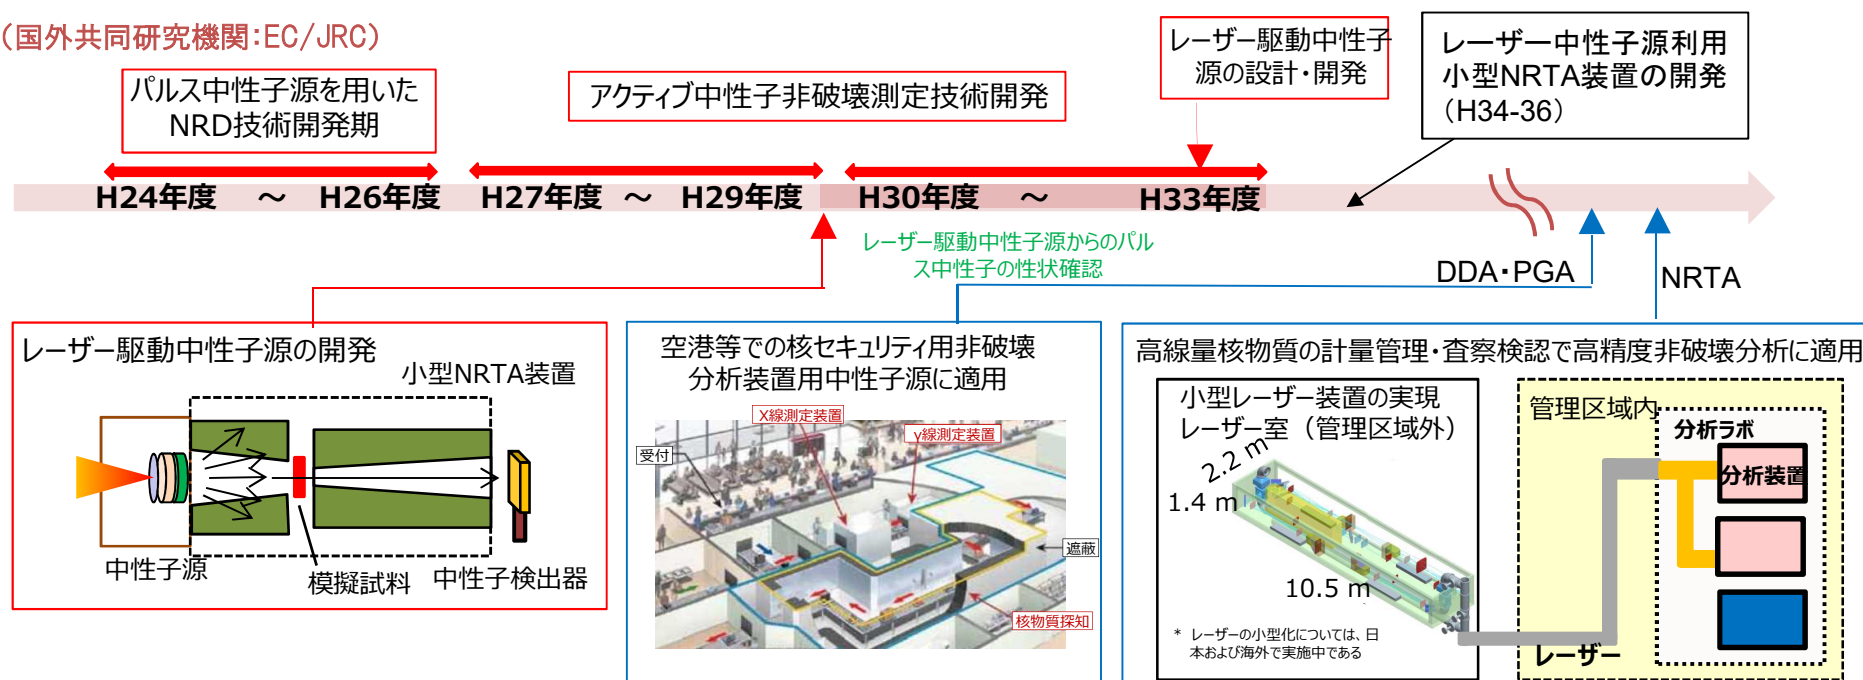 （国外共同研究機関：EC/JRC）
パルス中性子源を用いた
NRD技術開発期
アクティブ中性子非破壊測定技術開発
レーザー駆動中性子
源の設計・開発
レーザー中性子源利用
小型NRTA装置の開発
（H34-36）
H24年度　～　H26年度
H27年度　～　H29年度
H30年度　～　H33年度
レーザー駆動中性子源からのパル
ス中性子の性状確認
DDA・PGA
NRTA
レーザー駆動中性子源の開発
小型NRTA装置
中性子源
模擬試料
中性子検出器
空港等での核セキュリティ用非破壊
分析装置用中性子源に適用
X線測定装置
γ線測定装置
受付
遮蔽
核物質探知
高線量核物質の計量管理・査察検認で高精度非破壊分析に適用
小型レーザー装置の実現
レーザー室（管理区域外）
2.2 m
1.4 m
10.5 m
* レーザーの小型化については、日
本および海外で実施中である
管理区域内
分析ラボ
分析装置
レーザー